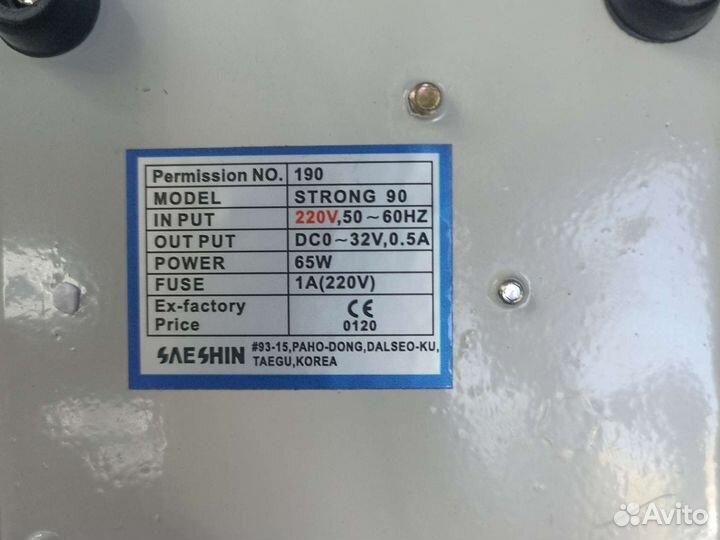 Permission NO. 190
MODEL STRONG 90
IN PUT 220V,50～60HZ
OUT PUT DC0～32V,0.5A
POWER 65W
FUSE 1A(220V)
Ex-factory Price CE 0120
SAESHIN #93-15,PAHO-DONG,DALSEO-KU,
TAEGU,KOREA
Avito